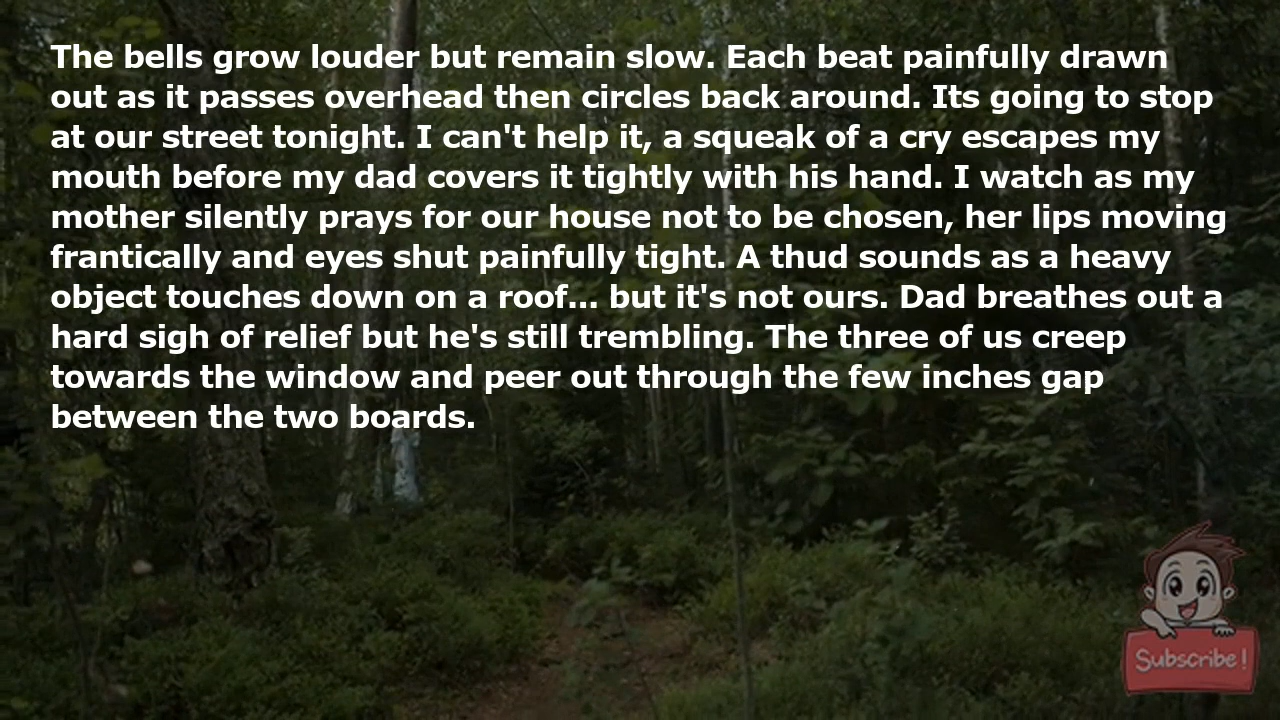 The bells grow louder but remain slow. Each beat painfully drawn
out as it passes overhead then circles back around. Its going to stop
at our street tonight. I can't help it, a squeak of a cry escapes my
mouth before my dad covers it tightly with his hand. I watch as my
mother silently prays for our house not to be chosen, her lips moving
frantically and eyes shut painfully tight. A thud sounds as a heavy
object touches down on a roof... but it's not ours. Dad breathes out a
hard sigh of relief but he's still trembling. The three of us creep
towards the window and peer out through the few inches gap
between the two boards.
Subscribe!